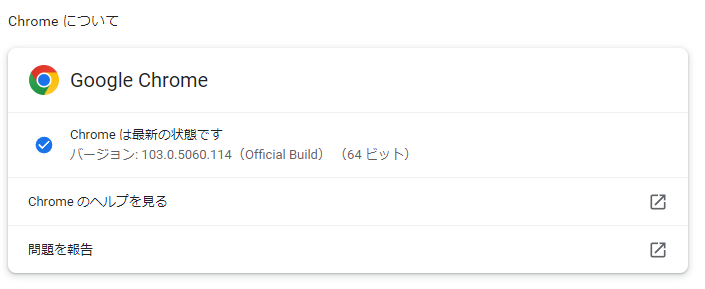 Chrome について
Google Chrome
Chrome は最新の状態です
バージョン: 103.0.5060.114（Official Build） （64 ビット）
Chrome のヘルプを見る
問題を報告